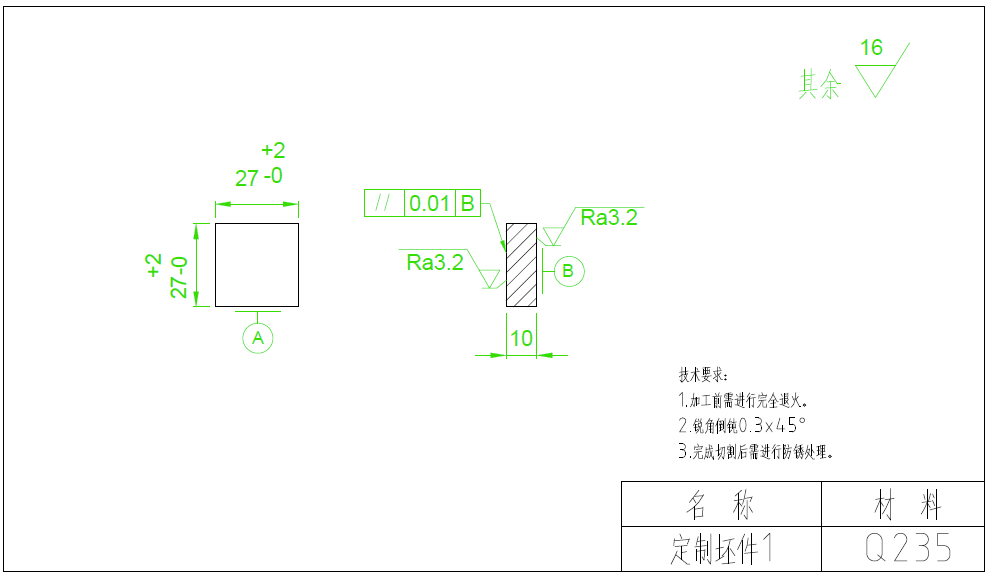 16
其余
+2
27 -0
+2
27-0
A
// 0.01 B
Ra3.2
Ra3.2
B
10
技术要求：
1.加工前需进行完全退火。
2.锐角倒钝0.3x45°
3.完成切割后需进行防锈处理。
名 称 材 料
定制坯件1 Q235